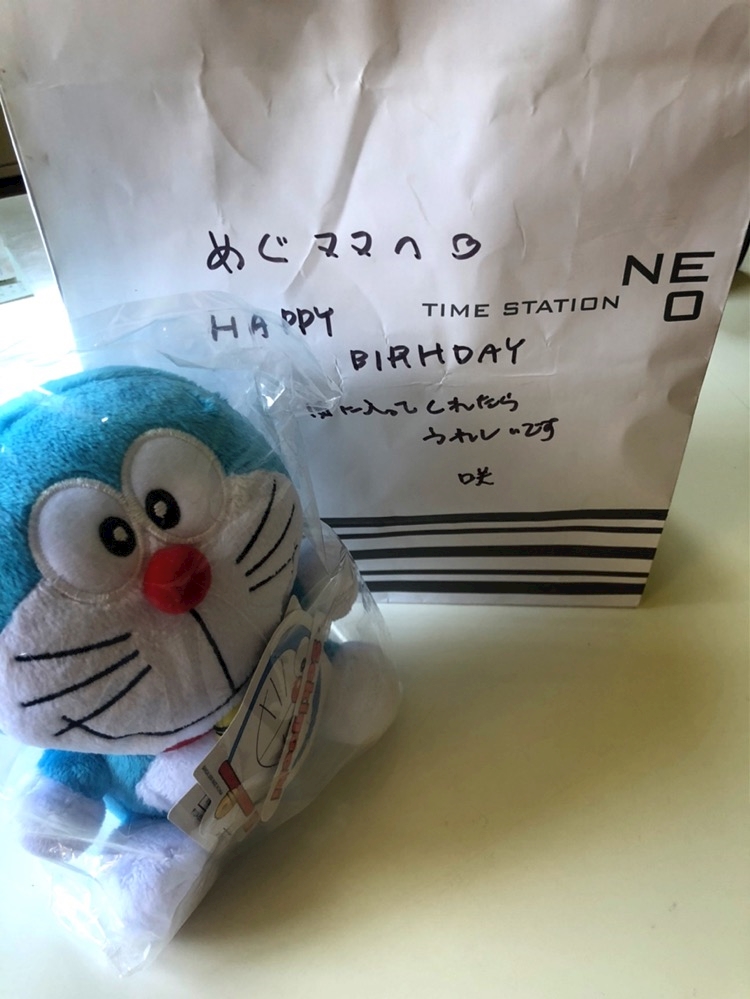 めぐママへ♡
NEO
TIME STATION
HAPPY
BIRHDAY
気に入ってくれたら
うれしいです
咲